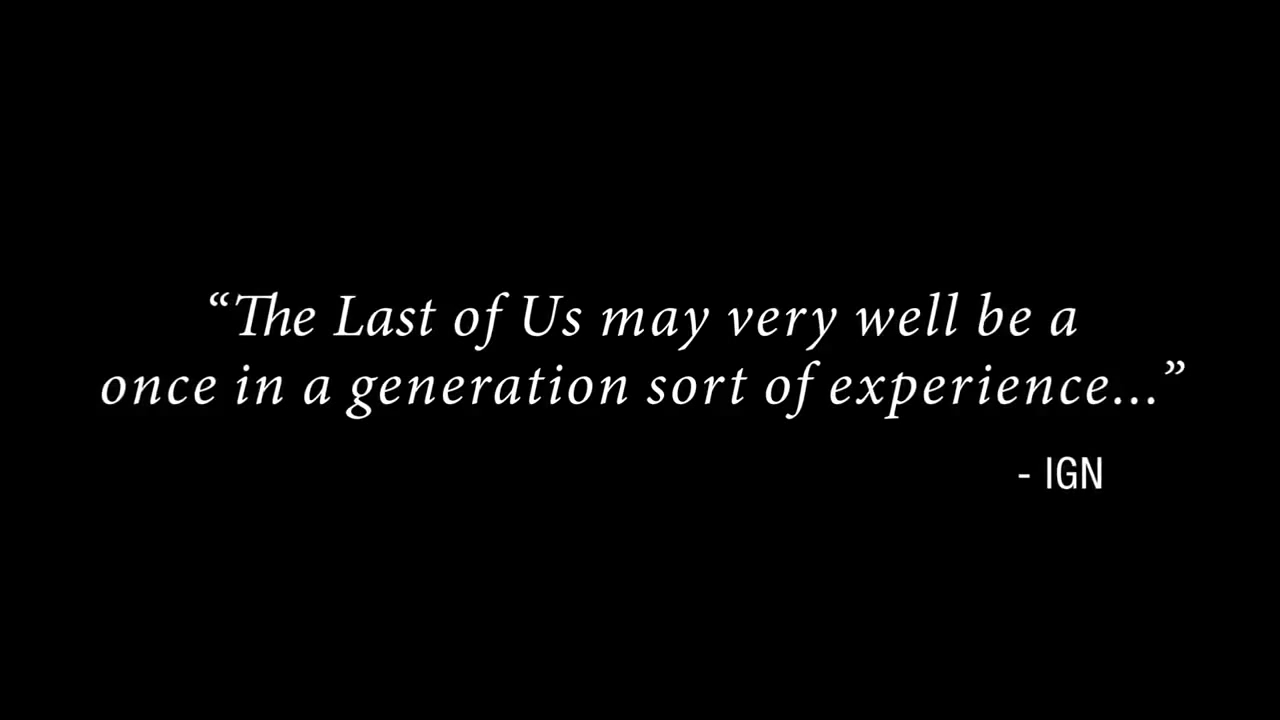 “The Last of Us may very well be a
once in a generation sort of experience...”
- IGN